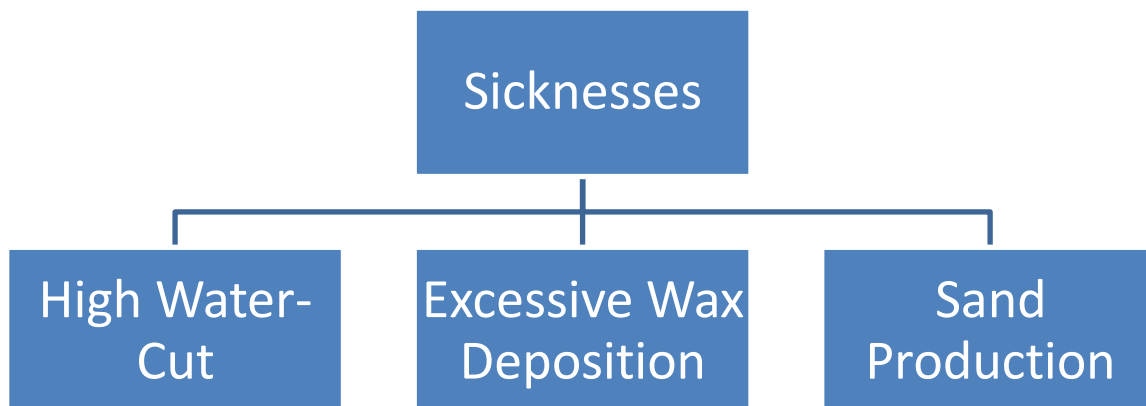 Sicknesses
High Water-
Cut
Excessive Wax
Deposition
Sand
Production